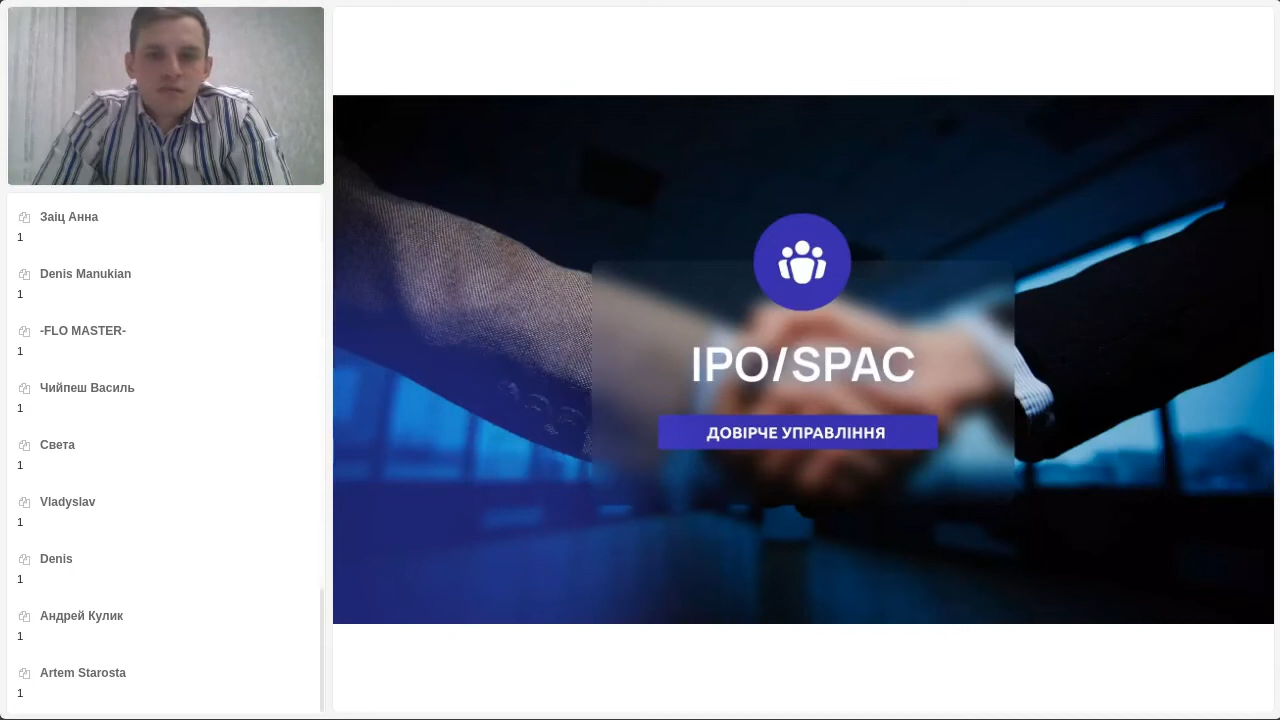 Заіц Анна
1
Denis Manukian
1
-FLO MASTER-
1
Чийпеш Василь
1
Света
1
Vladyslav
1
Denis
1
Андрей Кулик
1
Artem Starosta
1
IPO/SPAC
ДОВІРЧЕ УПРАВЛІННЯ